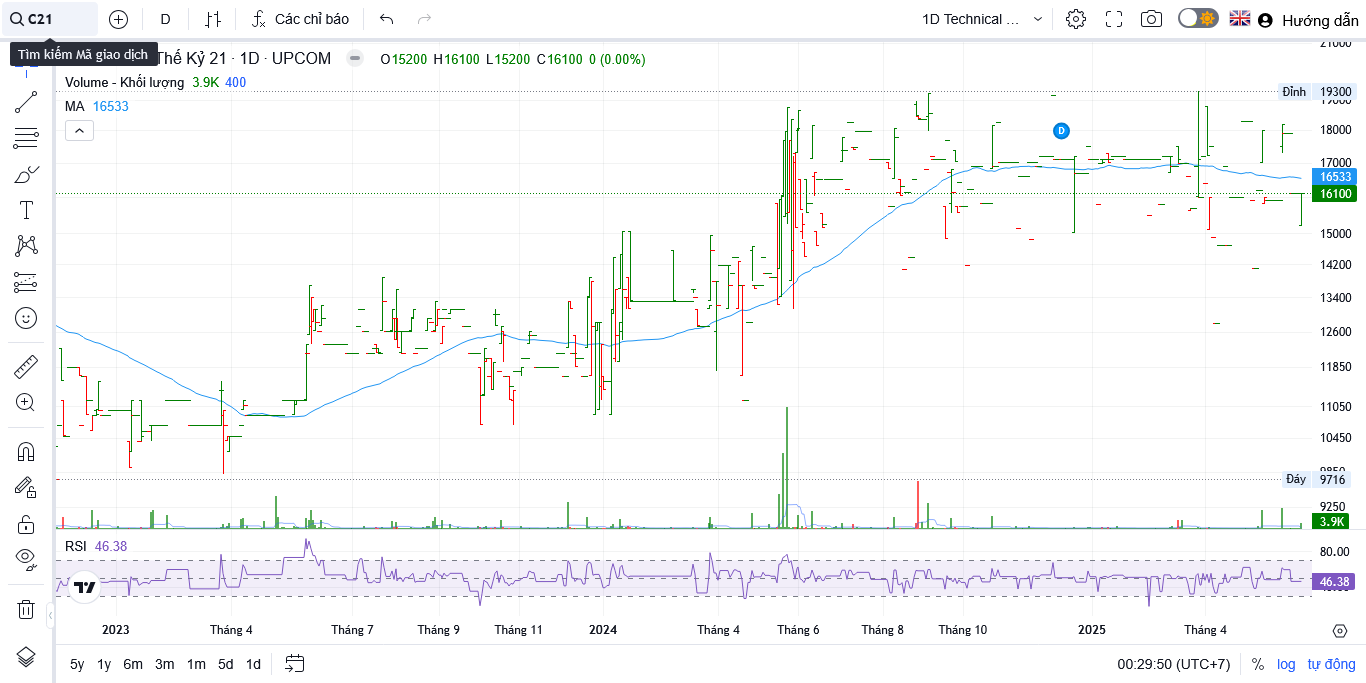 C21 D Các chỉ báo 1D Technical ... Hướng dẫn
Tìm kiếm Mã giao dịch
Thế Kỷ 21 · 1D · UPCOM O15200 H16100 L15200 C16100 0 (0.00%)
Volume - Khối lượng 3.9K 400
MA 16533
21000
Đỉnh 19300
19000
18000
D
17000
16533
16100
15000
14200
13400
12600
11850
11050
10450
9850
Đáy 9716
9250
3.9K
RSI 46.38
80.00
46.38
2023 Tháng 4 Tháng 7 Tháng 9 Tháng 11 2024 Tháng 4 Tháng 6 Tháng 8 Tháng 10 2025 Tháng 4
5y 1y 6m 3m 1m 5d 1d 00:29:50 (UTC+7) % log tự động